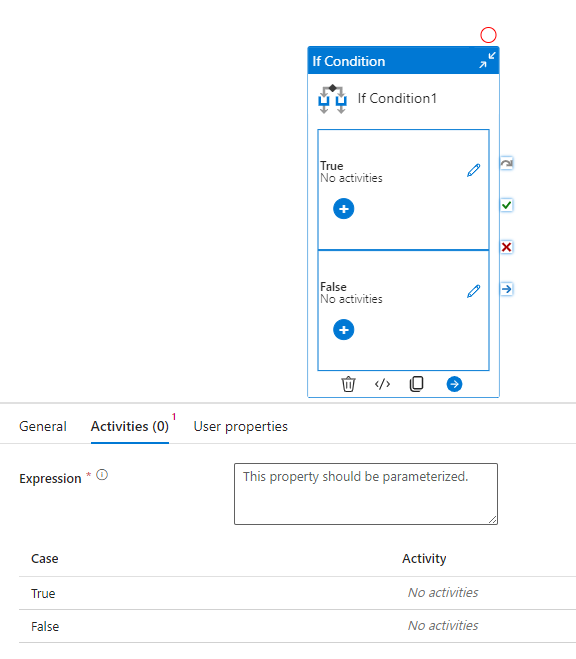 If Condition
If Condition1
True
No activities
False
No activities
</>
General
Activities (0)
1
User properties
Expression *
This property should be parameterized.
Case Activity
True No activities
False No activities